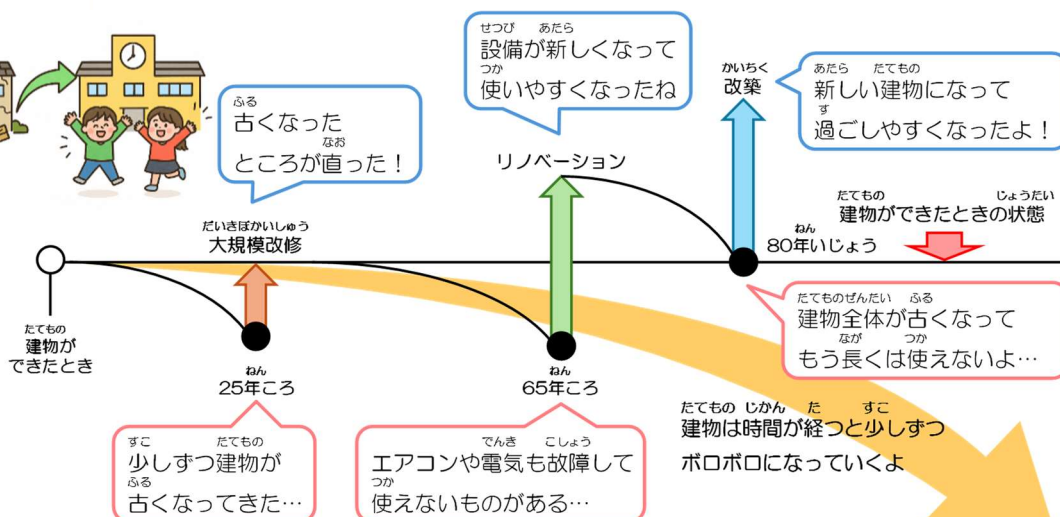 せつび あたら
設備が新しくなって
つか
使いやすくなったね
かいちく
改築
あたら たてもの
新しい建物になって
す
過ごしやすくなったよ！
ふる
古くなった
なお
ところが直った！
リノベーション
だいきぼかいしゅう
大規模改修
たてもの じょうたい
建物ができたときの状態
ねん
80年いじょう
たてもの
建物が
できたとき
たてものぜんたい ふる
建物全体が古くなって
なが つか
もう長くは使えないよ…
ねん
25年ころ
ねん
65年ころ
すこ たてもの
少しずつ建物が
ふる
古くなってきた…
でんき こしょう
エアコンや電気も故障して
つか
使えないものがある…
たてもの じかん た すこ
建物は時間が経つと少しずつ
ボロボロになっていくよ